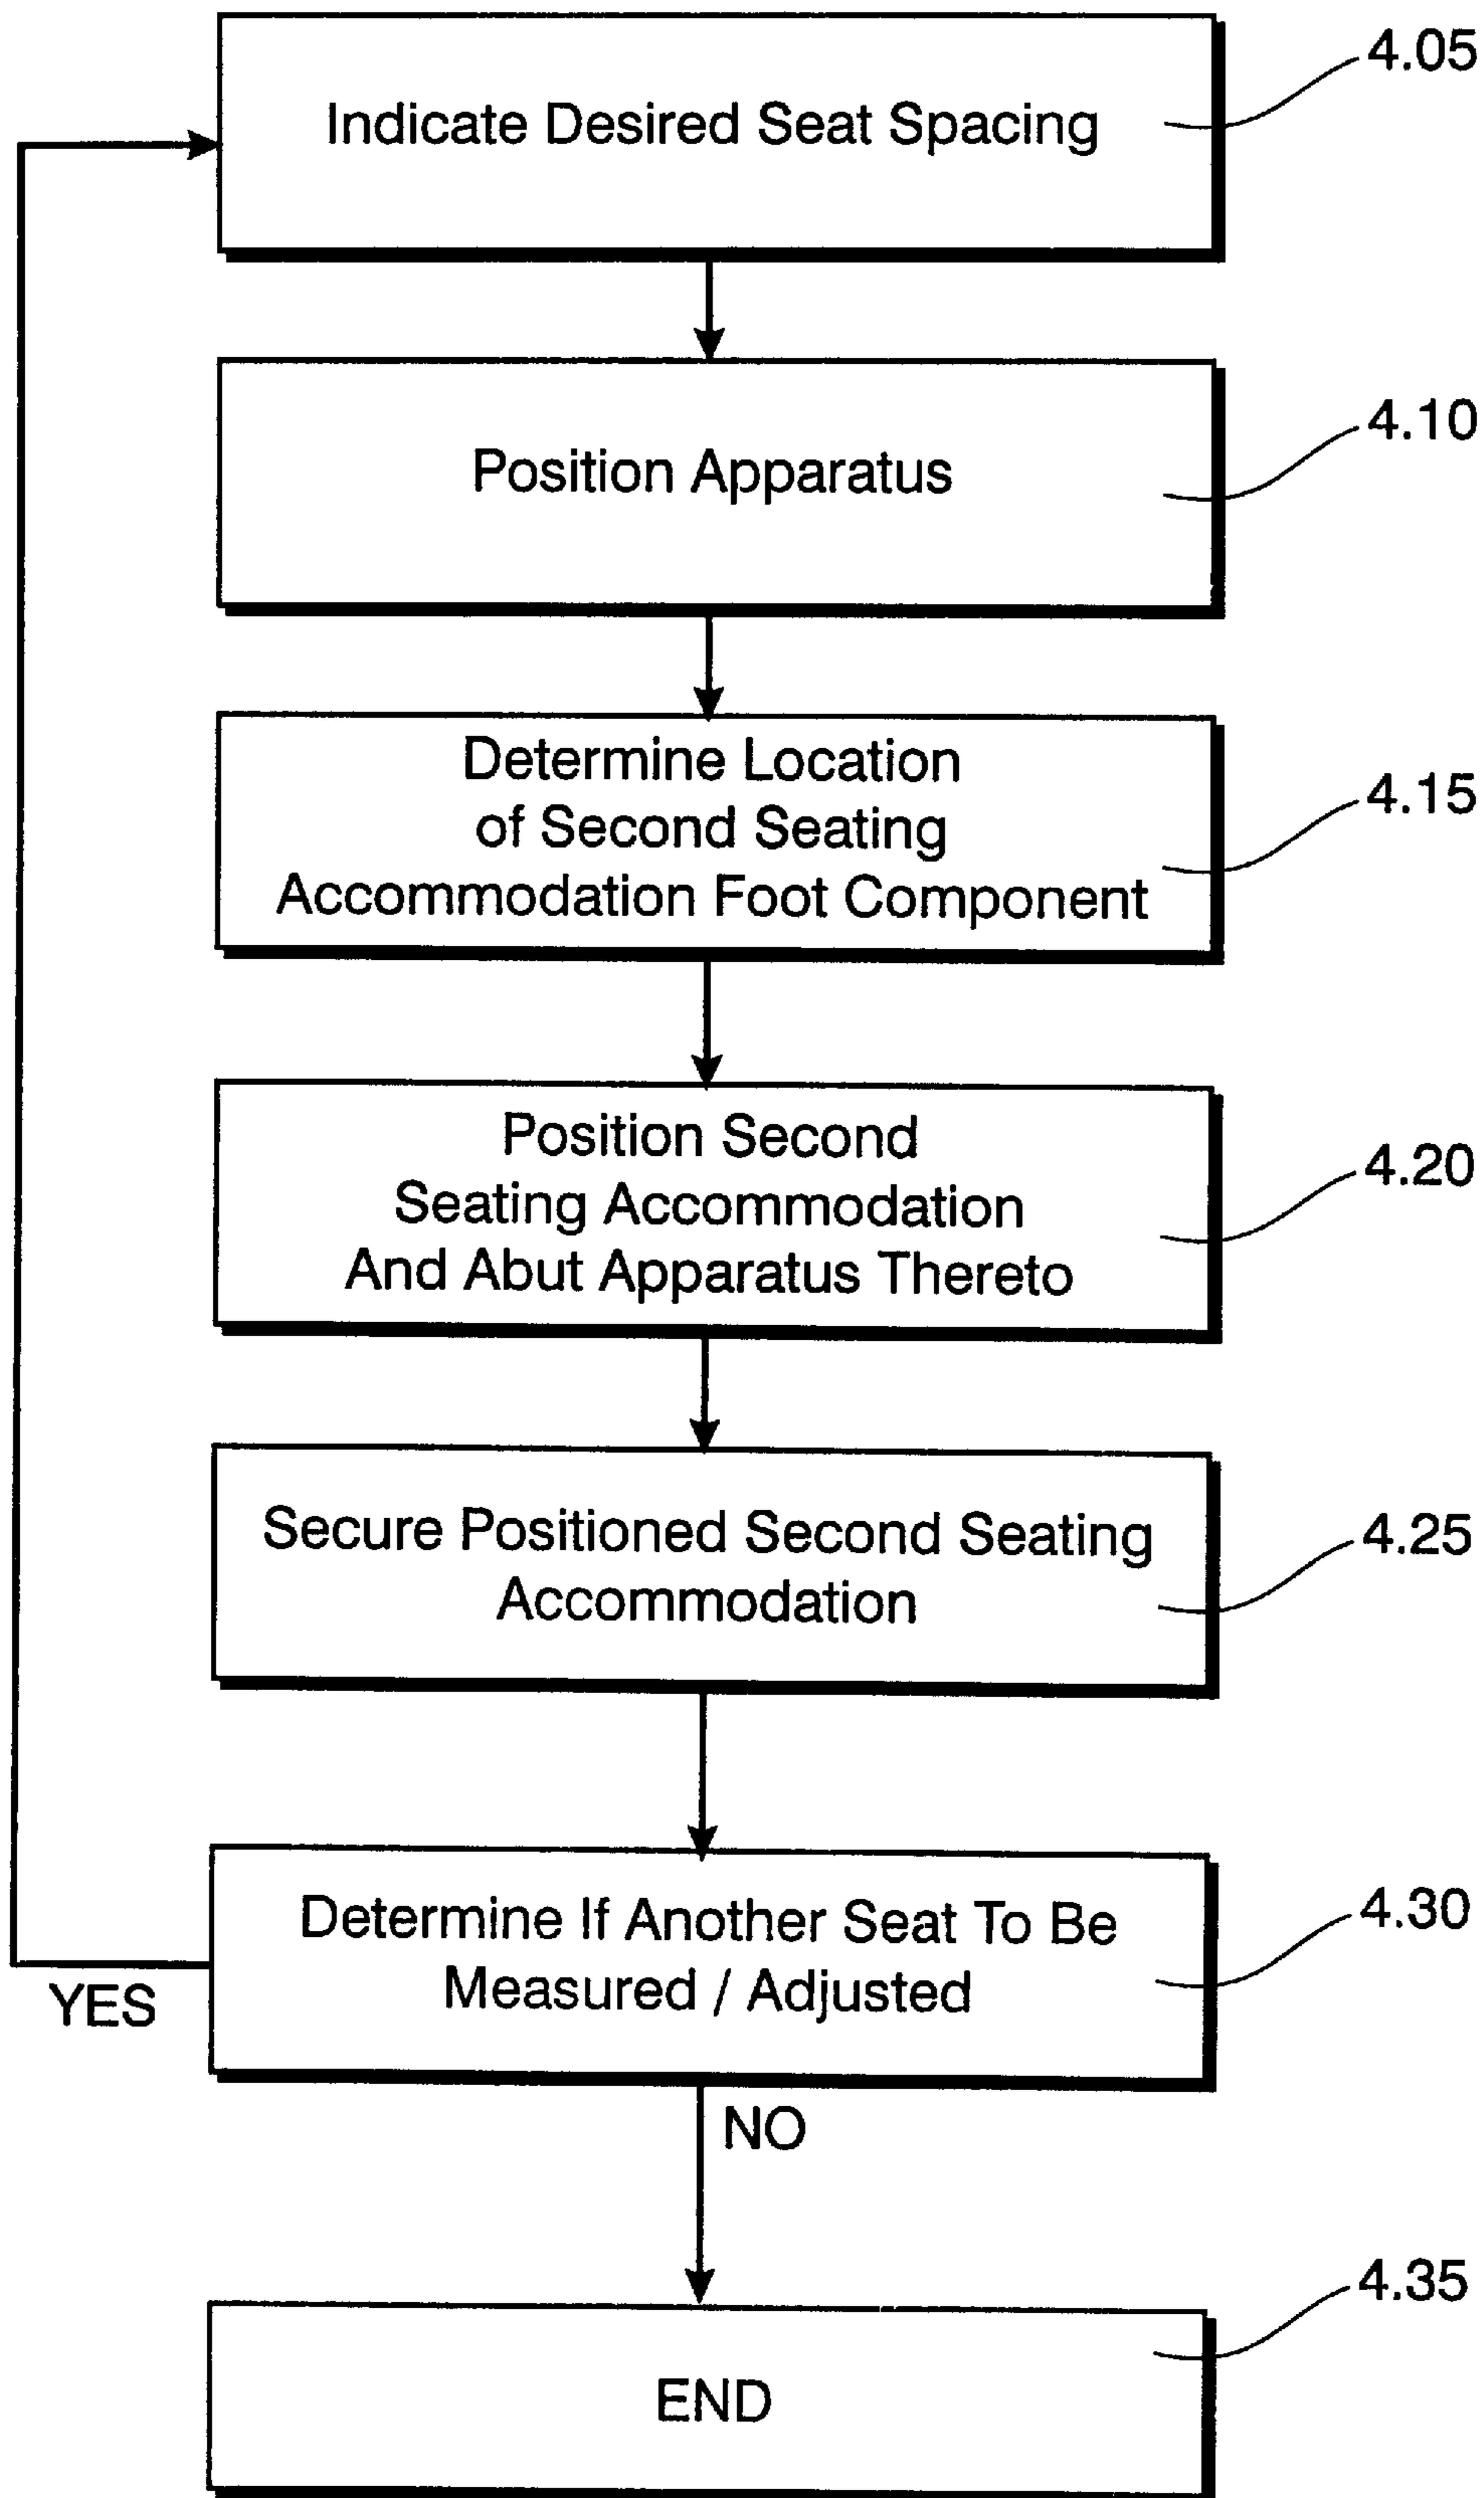 4.05
Indicate Desired Seat Spacing
4.10
Position Apparatus
4.15
Determine Location
of Second Seating
Accommodation Foot Component
4.20
Position Second
Seating Accommodation
And Abut Apparatus Thereto
4.25
Secure Positioned Second Seating
Accommodation
4.30
Determine If Another Seat To Be
Measured / Adjusted
YES
NO
4.35
END